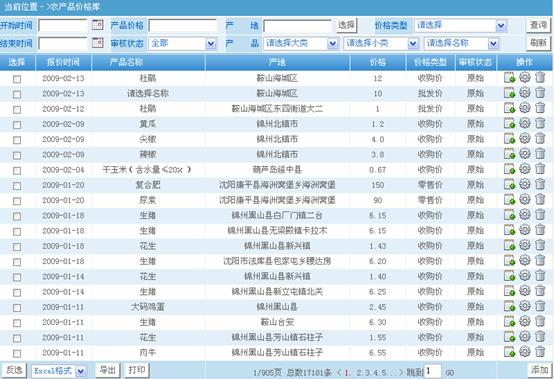 当前位置－>农产品价格库
开始时间 产品价格 产 地 选择 价格类型 请选择 查询
结束时间 审核状态 全部 产 品 请选择大类 请选择小类 请选择名称 刷新
选择 报价时间 产品名称 产地 价格 价格类型 审核状态 操作
2009-02-13 杜鹃 鞍山海城区 12 收购价 原始
2009-02-13 请选择名称 鞍山海城区 10 批发价 原始
2009-02-12 杜鹃 鞍山海城区东四街道大二 1 批发价 原始
2009-02-09 黄瓜 锦州北镇市 1.2 收购价 原始
2009-02-09 尖椒 锦州北镇市 4.0 收购价 原始
2009-02-09 辣椒 锦州北镇市 3.8 收购价 原始
2009-02-04 干玉米（含水量≤20%） 葫芦岛绥中县 0.67 收购价 原始
2009-01-20 复合肥 沈阳康平县海洲窝堡乡海洲窝堡 150 零售价 原始
2009-01-20 尿素 沈阳康平县海洲窝堡乡海洲窝堡 90 零售价 原始
2009-01-18 生猪 锦州黑山县白厂门镇二台 6.15 收购价 原始
2009-01-18 生猪 锦州黑山县无梁殿镇卡拉木 6.15 收购价 原始
2009-01-18 花生 锦州黑山县新兴镇 1.43 收购价 原始
2009-01-18 生猪 沈阳市法库县包家屯乡腰达房 6.20 收购价 原始
2009-01-14 花生 锦州黑山县新兴镇 1.40 收购价 原始
2009-01-14 生猪 锦州黑山县新立屯镇北关 6.25 收购价 原始
2009-01-11 大码鸡蛋 锦州黑山县 2.45 收购价 原始
2009-01-11 生猪 鞍山台安 6.30 收购价 原始
2009-01-11 花生 锦州黑山县芳山镇石柱子 1.55 收购价 原始
2009-01-11 肉牛 锦州黑山县芳山镇石柱子 6.55 收购价 原始
反选 Excel格式 导出 打印 1/905页 总数17181条 < 1. 2.3.4.5...> 跳到 1 GO 添加